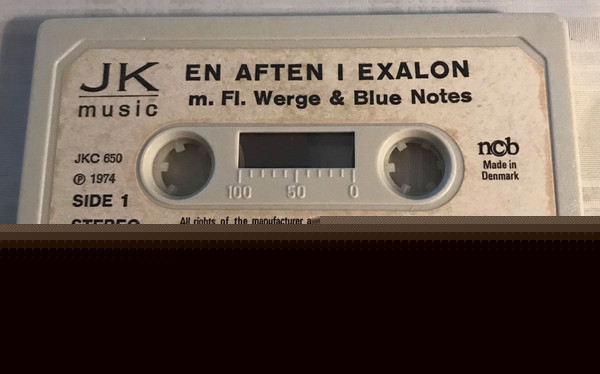 JK
music
EN AFTEN I EXALON
m. Fl. Werge & Blue Notes
JKC 650
℗ 1974
SIDE 1
STEREO
100 50 0
ncb
Made in
Denmark
All rights of the manufacturer a